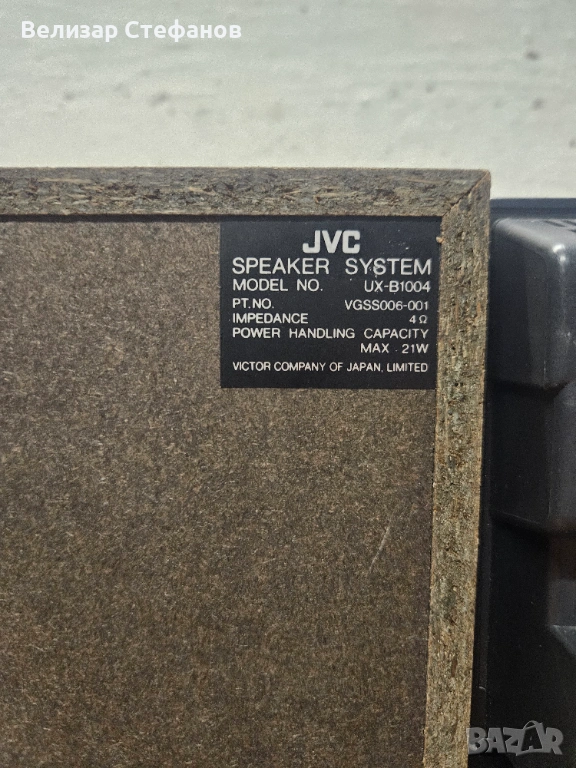 Велизар Стефанов
JVC
SPEAKER SYSTEM
MODEL NO. UX-B1004
PT.NO. VGSS006-001
IMPEDANCE 4Ω
POWER HANDLING CAPACITY
MAX 21W
VICTOR COMPANY OF JAPAN, LIMITED
BAZAR